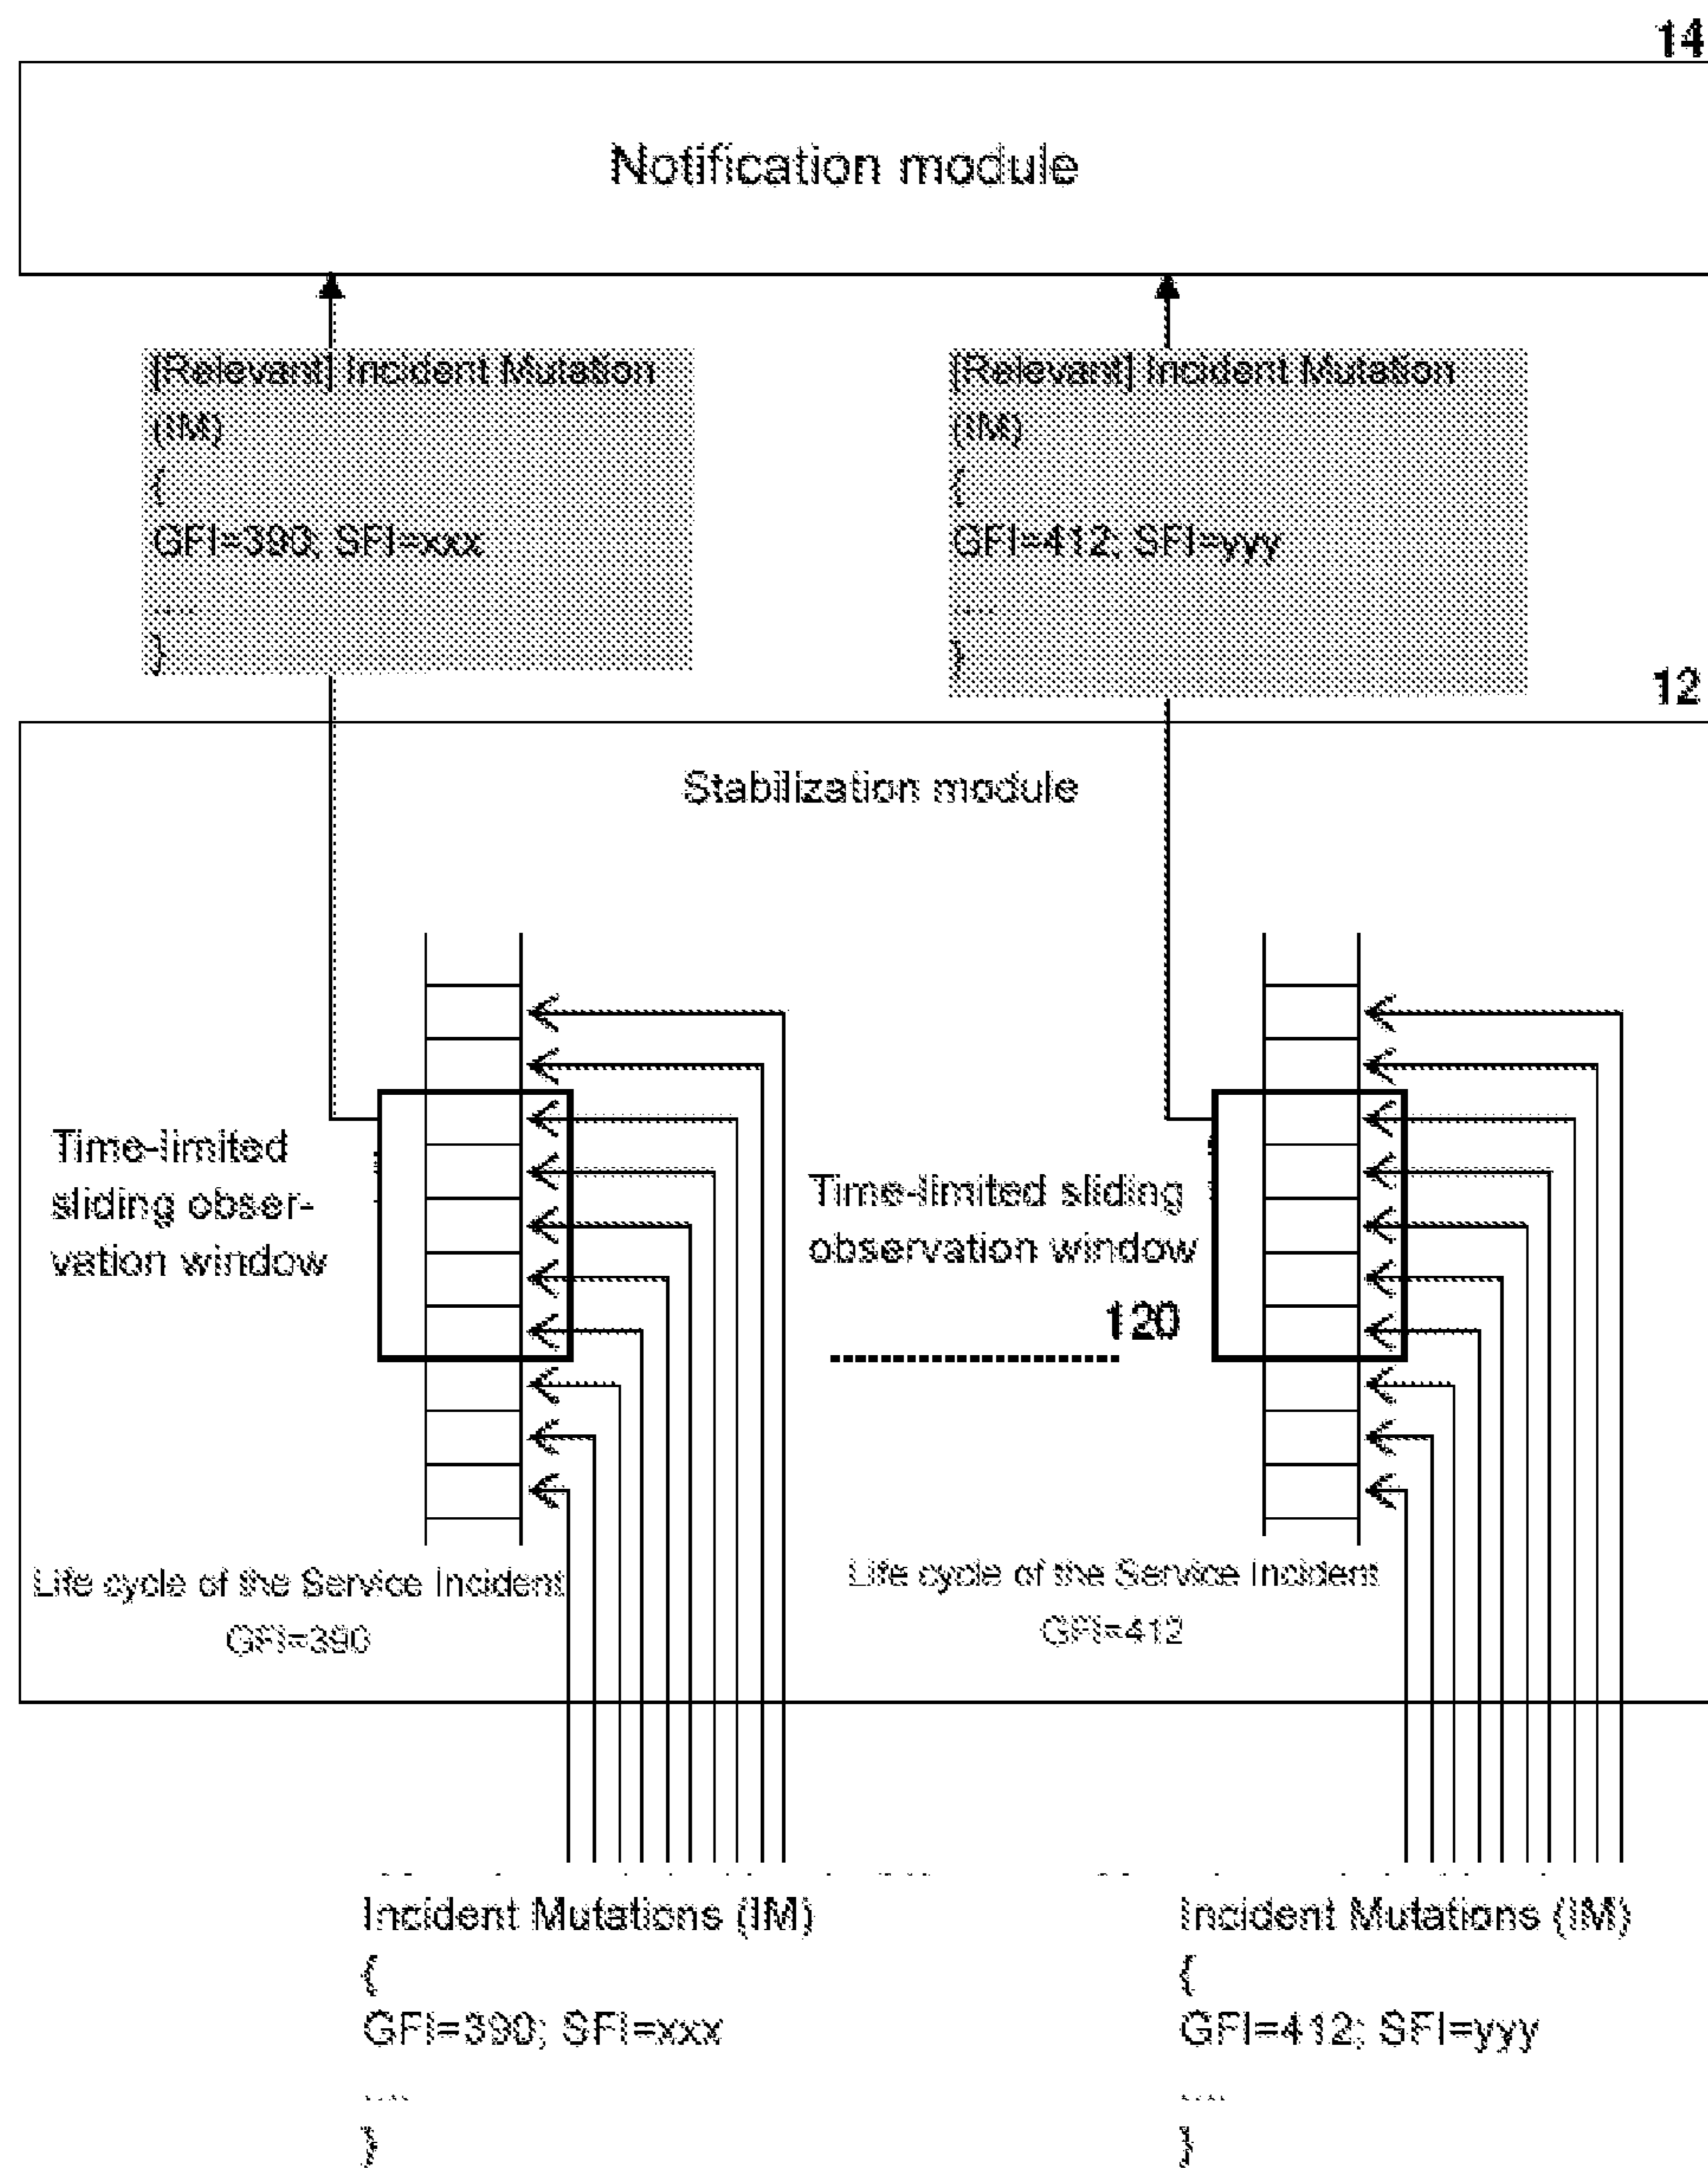 14
Notification module
[Relevant] Incident Mutation
(IM)
{
GFI=390; SFI=xxx
....
}
[Relevant] Incident Mutation
(IM)
{
GFI=412; SFI=yyy
....
}
12
Stabilization module
Time-limited
sliding obser-
vation window
Time-limited sliding
observation window
120
Life cycle of the Service Incident
GFI=390
Life cycle of the Service Incident
GFI=412
Incident Mutations (IM)
{
GFI=390; SFI=xxx
....
}
Incident Mutations (IM)
{
GFI=412; SFI=yyy
....
}